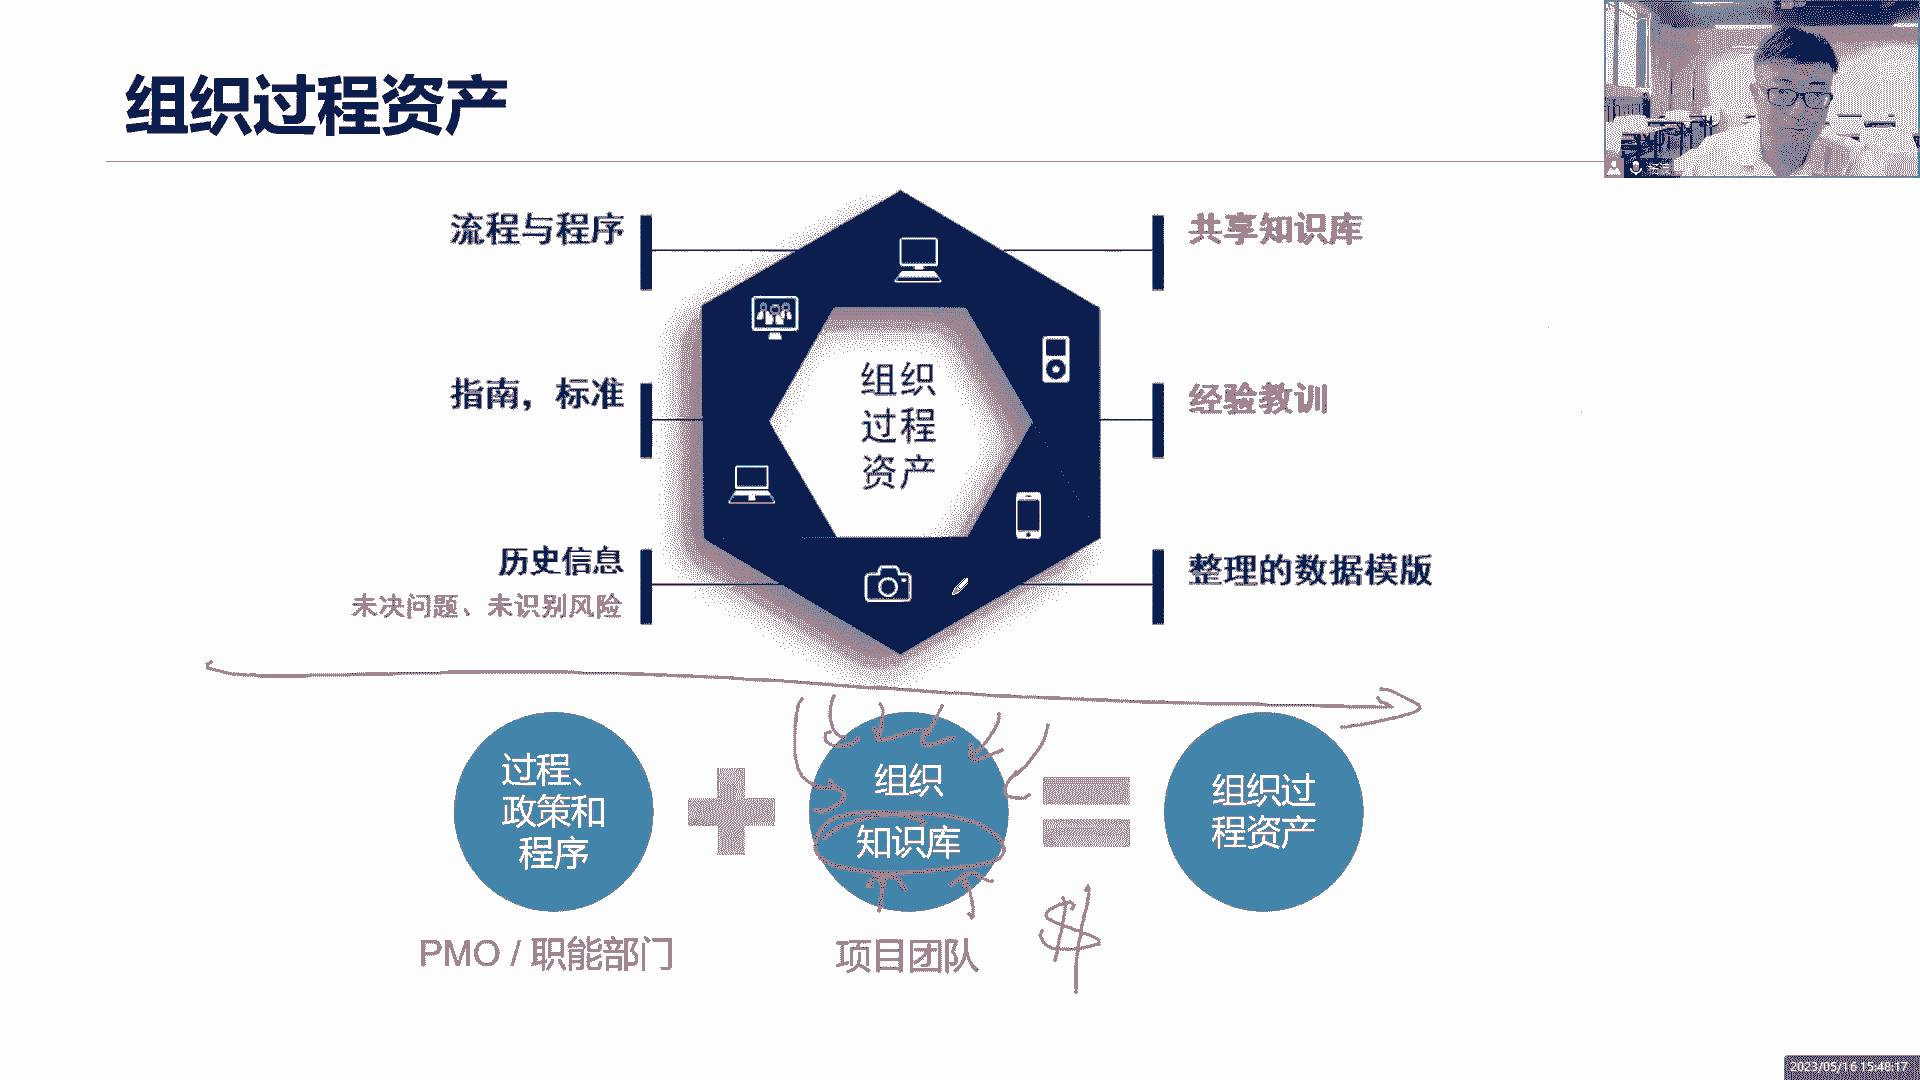 组织过程资产
流程与程序
共享知识库
指南，标准
经验教训
组织
过程
资产
历史信息
未决问题、未识别风险
整理的数据模版
过程、
政策和
程序
组织
知识库
组织过
程资产
PMO / 职能部门
项目团队
$
2023/05/16 15:48:17